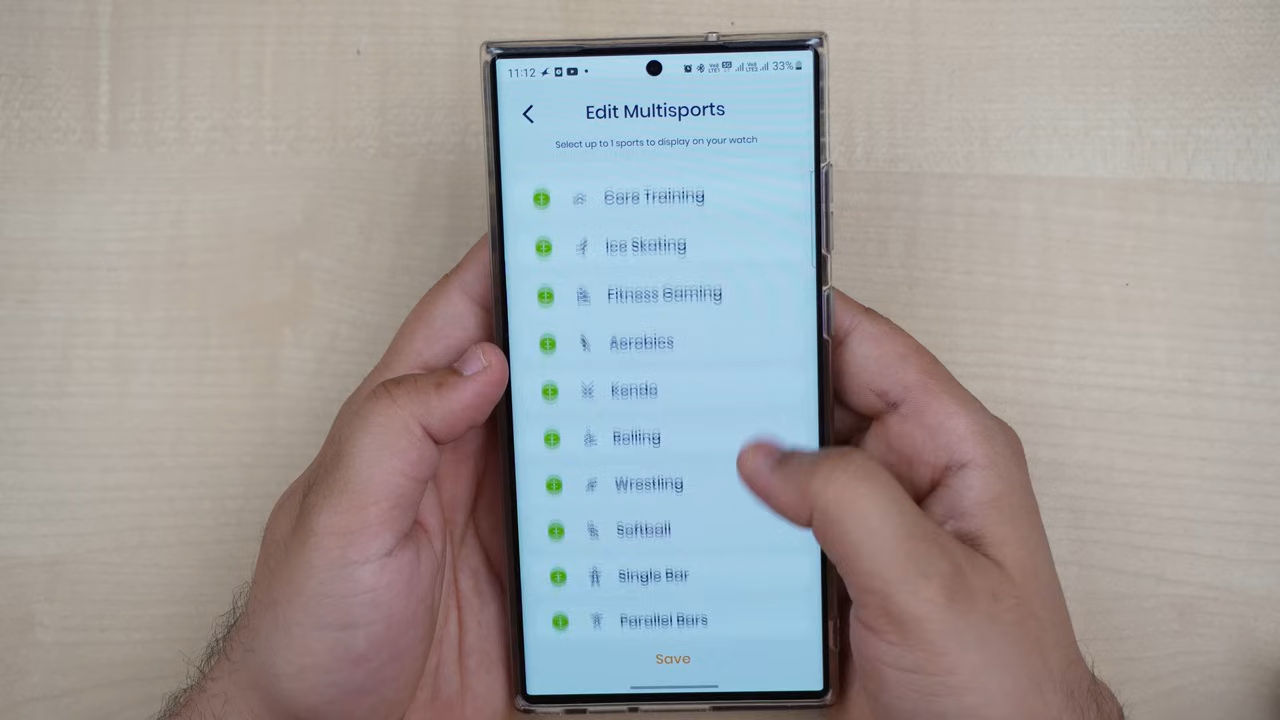 11:12 33%
Edit Multisports
Select up to 1 sports to display on your watch
Core Training
Ice Skating
Fitness Gaming
Aerobics
Kendo
Rolling
Wrestling
Softball
Single Bar
Parallel Bars
Save